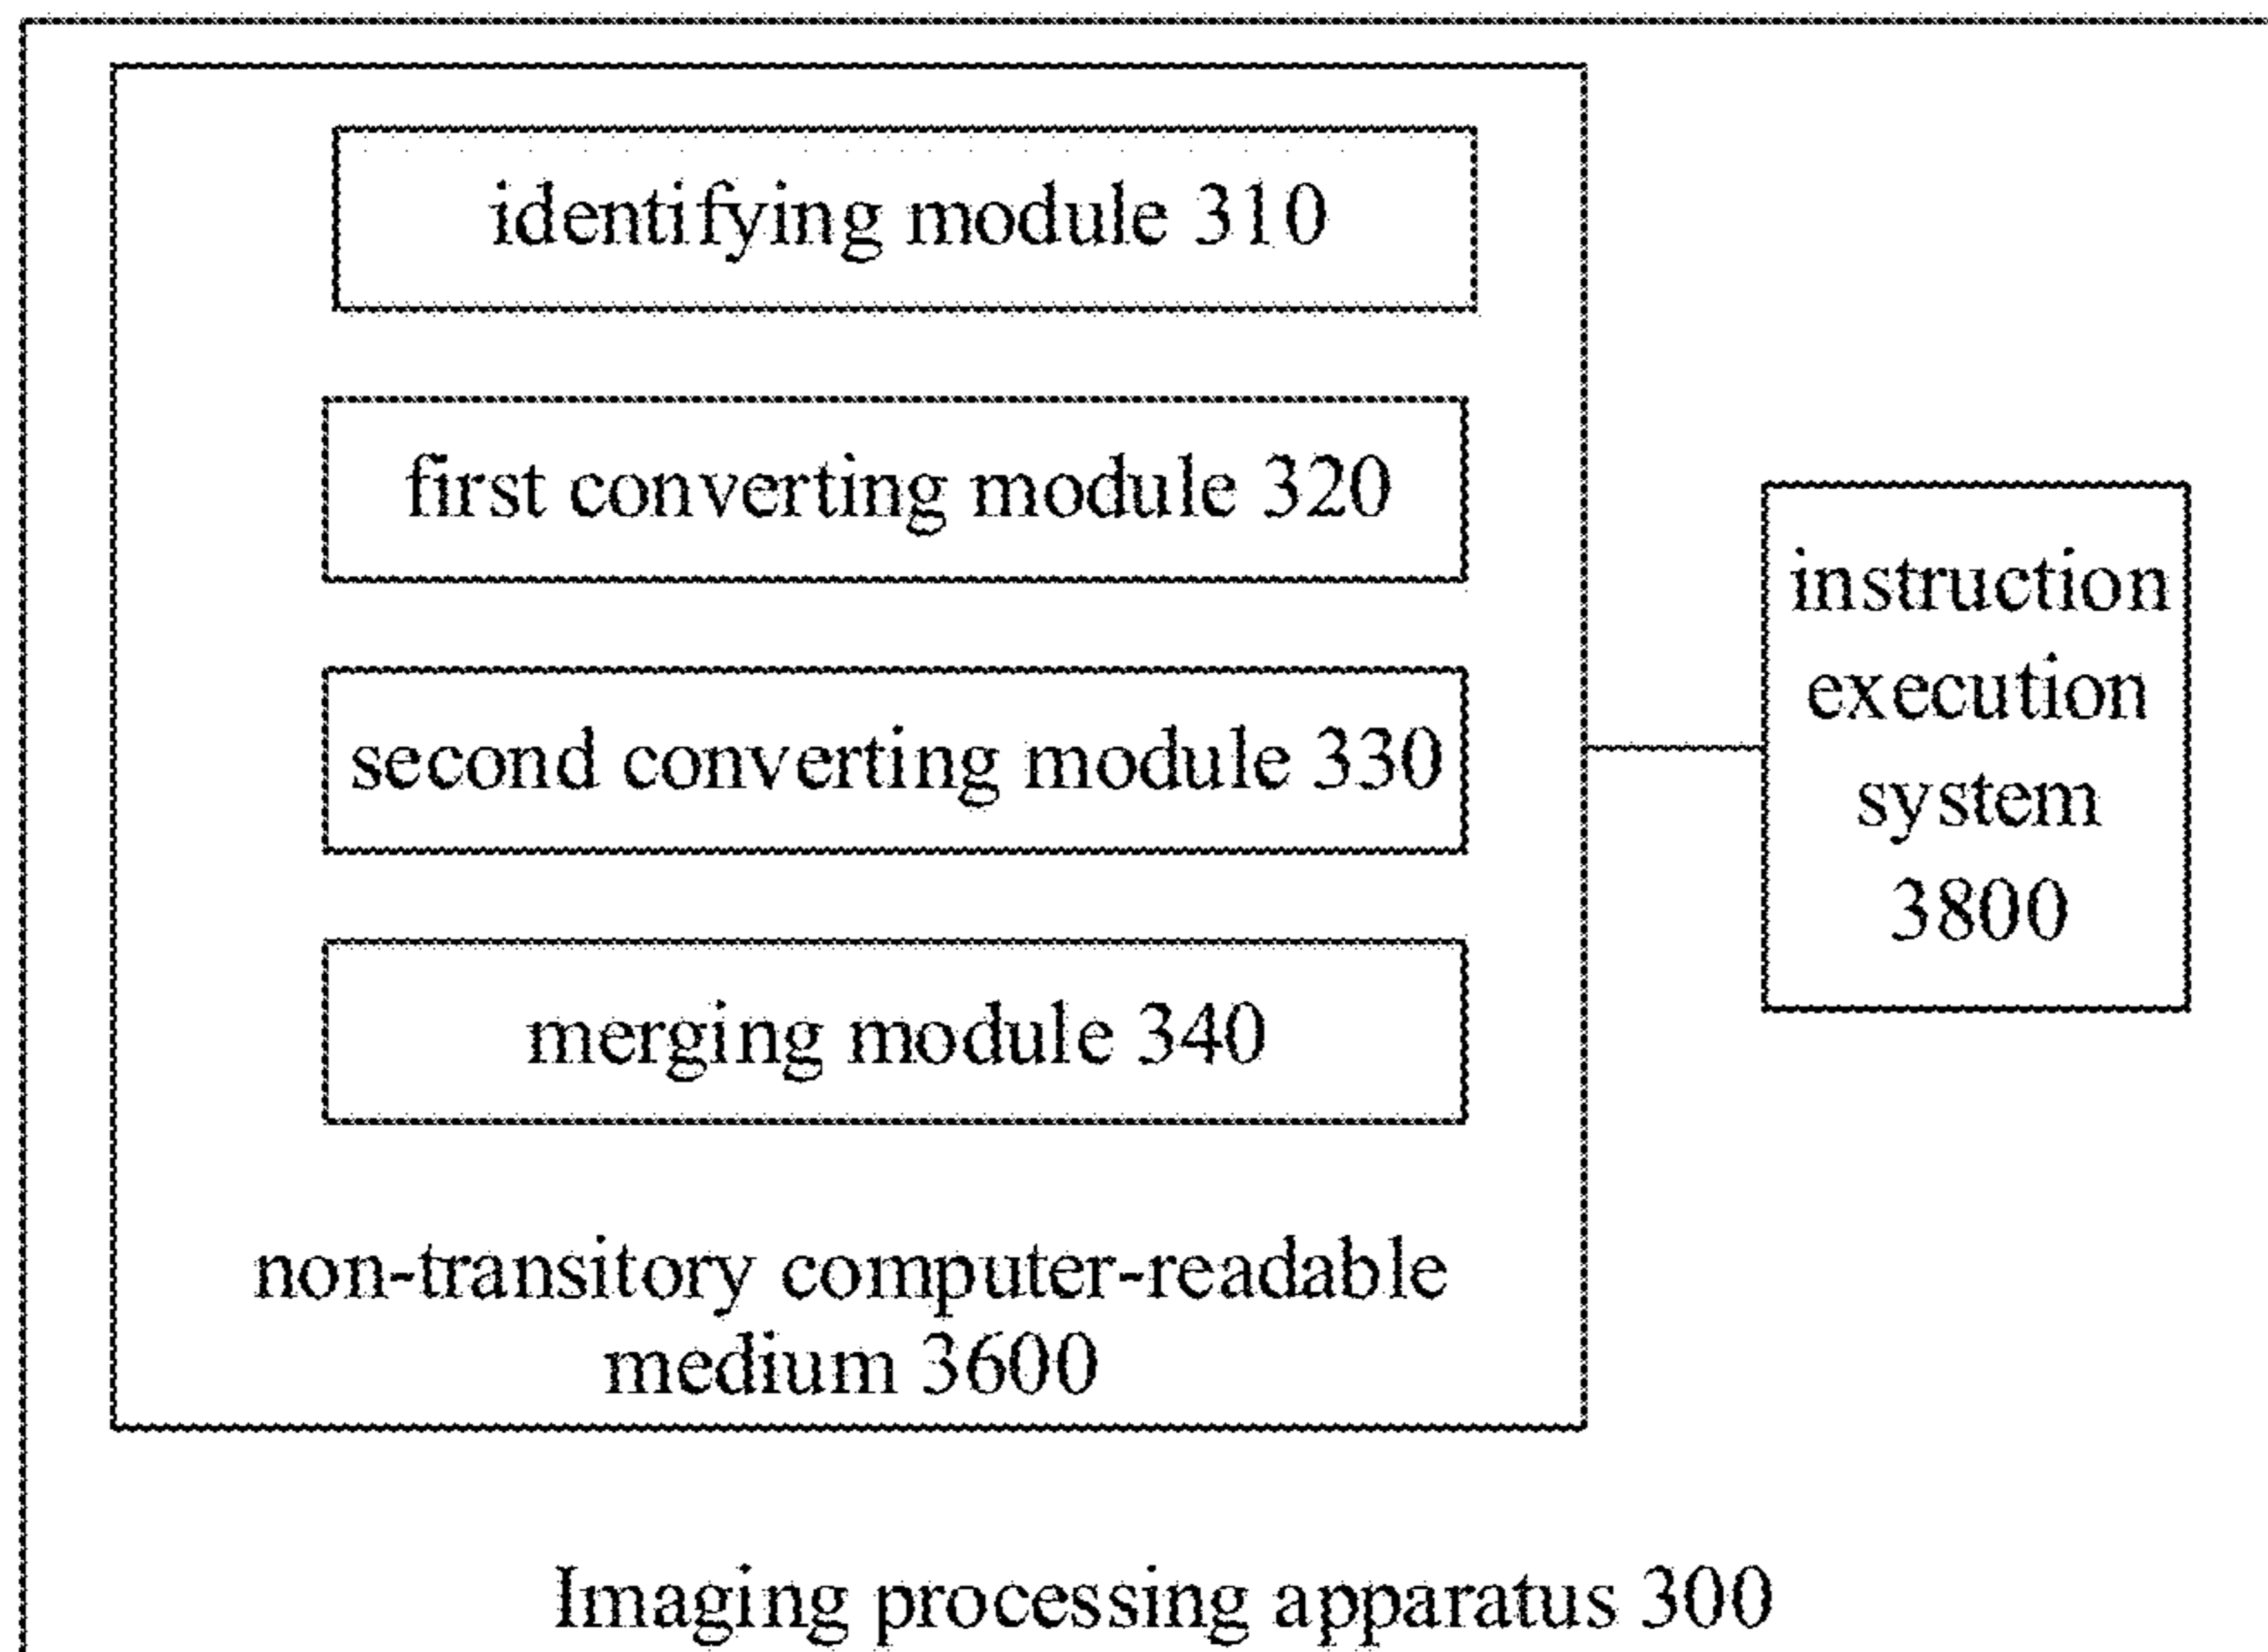 identifying module 310
first converting module 320
second converting module 330
merging module 340
non-transitory computer-readable
medium 3600
instruction
execution
system
3800
Imaging processing apparatus 300